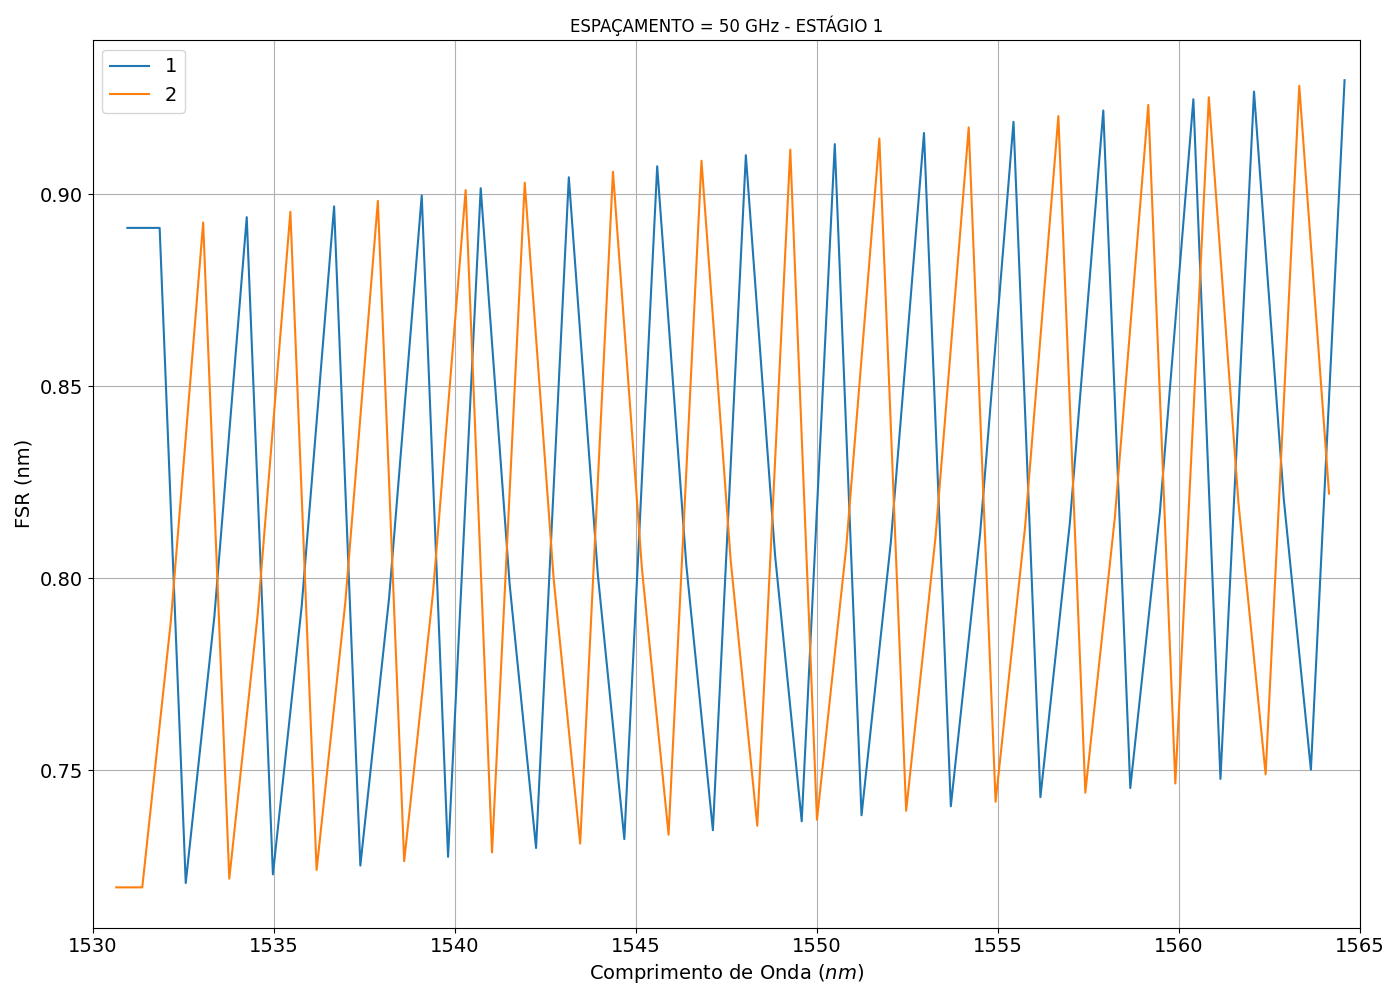 ESPAÇAMENTO = 50 GHz - ESTÁGIO 1
1
2
FSR (nm)
0.90
0.85
0.80
0.75
1530 1535 1540 1545 1550 1555 1560 1565
Comprimento de Onda (nm)